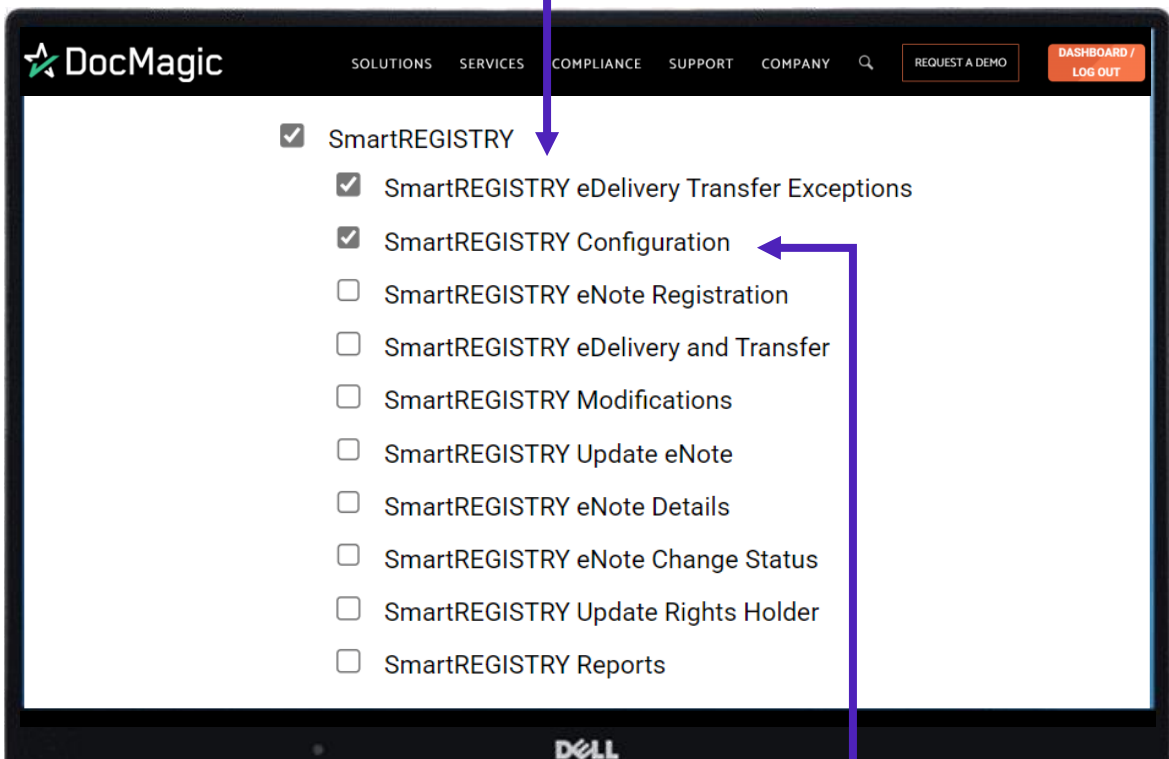 DocMagic
SOLUTIONS SERVICES COMPLIANCE SUPPORT COMPANY REQUEST A DEMO DASHBOARD /
LOG OUT
SmartREGISTRY
SmartREGISTRY eDelivery Transfer Exceptions
SmartREGISTRY Configuration
SmartREGISTRY eNote Registration
SmartREGISTRY eDelivery and Transfer
SmartREGISTRY Modifications
SmartREGISTRY Update eNote
SmartREGISTRY eNote Details
SmartREGISTRY eNote Change Status
SmartREGISTRY Update Rights Holder
SmartREGISTRY Reports
DELL